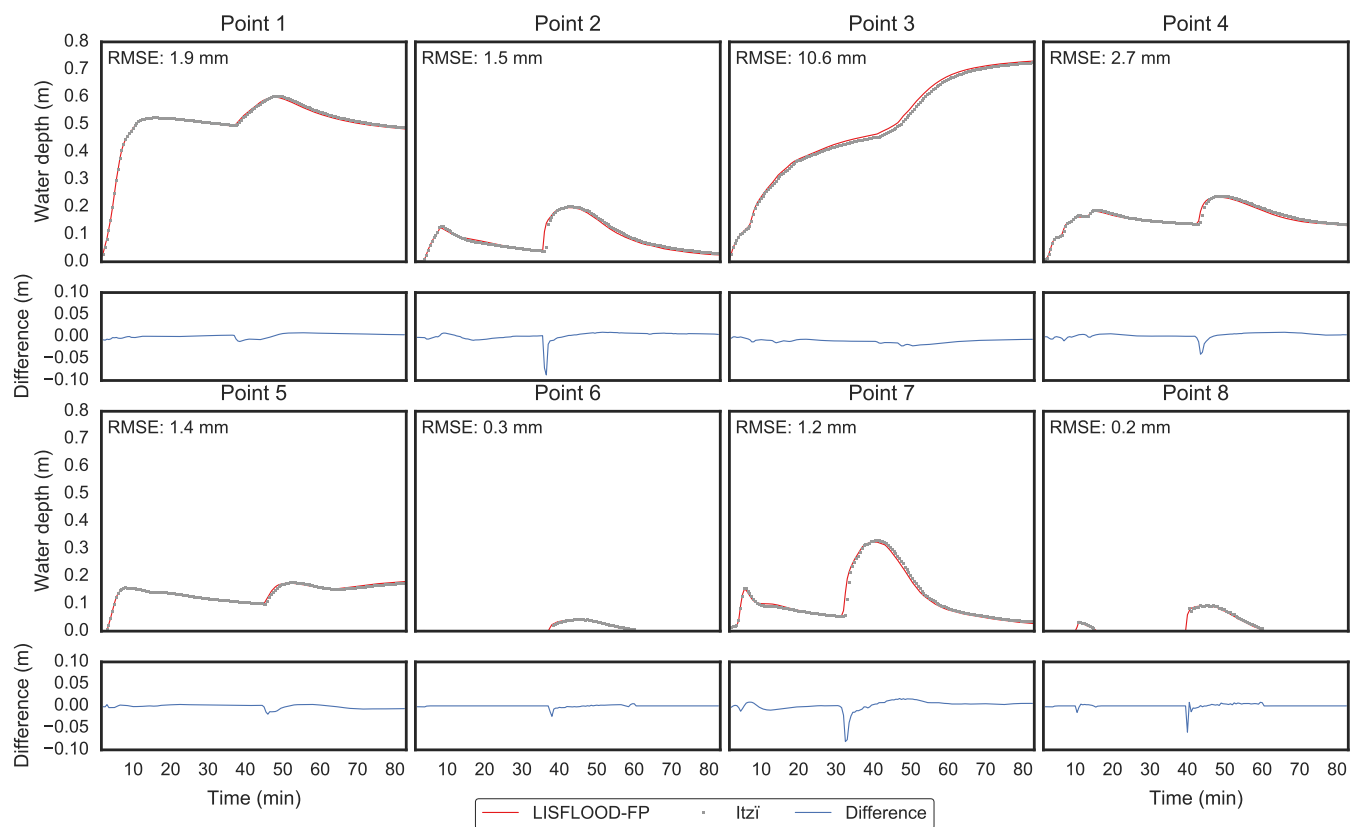 Point 1 Point 2 Point 3 Point 4
RMSE: 1.9 mm RMSE: 1.5 mm RMSE: 10.6 mm RMSE: 2.7 mm
Water depth (m)
0.8
0.7
0.6
0.5
0.4
0.3
0.2
0.1
0.0
Difference (m)
0.10
0.05
0.00
−0.05
−0.10
Point 5 Point 6 Point 7 Point 8
RMSE: 1.4 mm RMSE: 0.3 mm RMSE: 1.2 mm RMSE: 0.2 mm
Water depth (m)
0.8
0.7
0.6
0.5
0.4
0.3
0.2
0.1
0.0
Difference (m)
0.10
0.05
0.00
−0.05
−0.10
10 20 30 40 50 60 70 80 10 20 30 40 50 60 70 80 10 20 30 40 50 60 70 80 10 20 30 40 50 60 70 80
Time (min) Time (min)
LISFLOOD-FP Itzï Difference